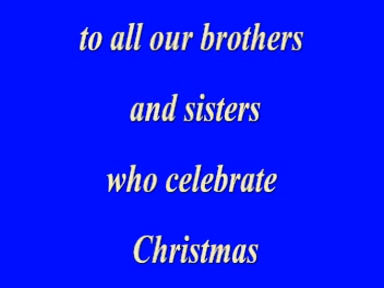 to all our brothers
and sisters
who celebrate
Christmas